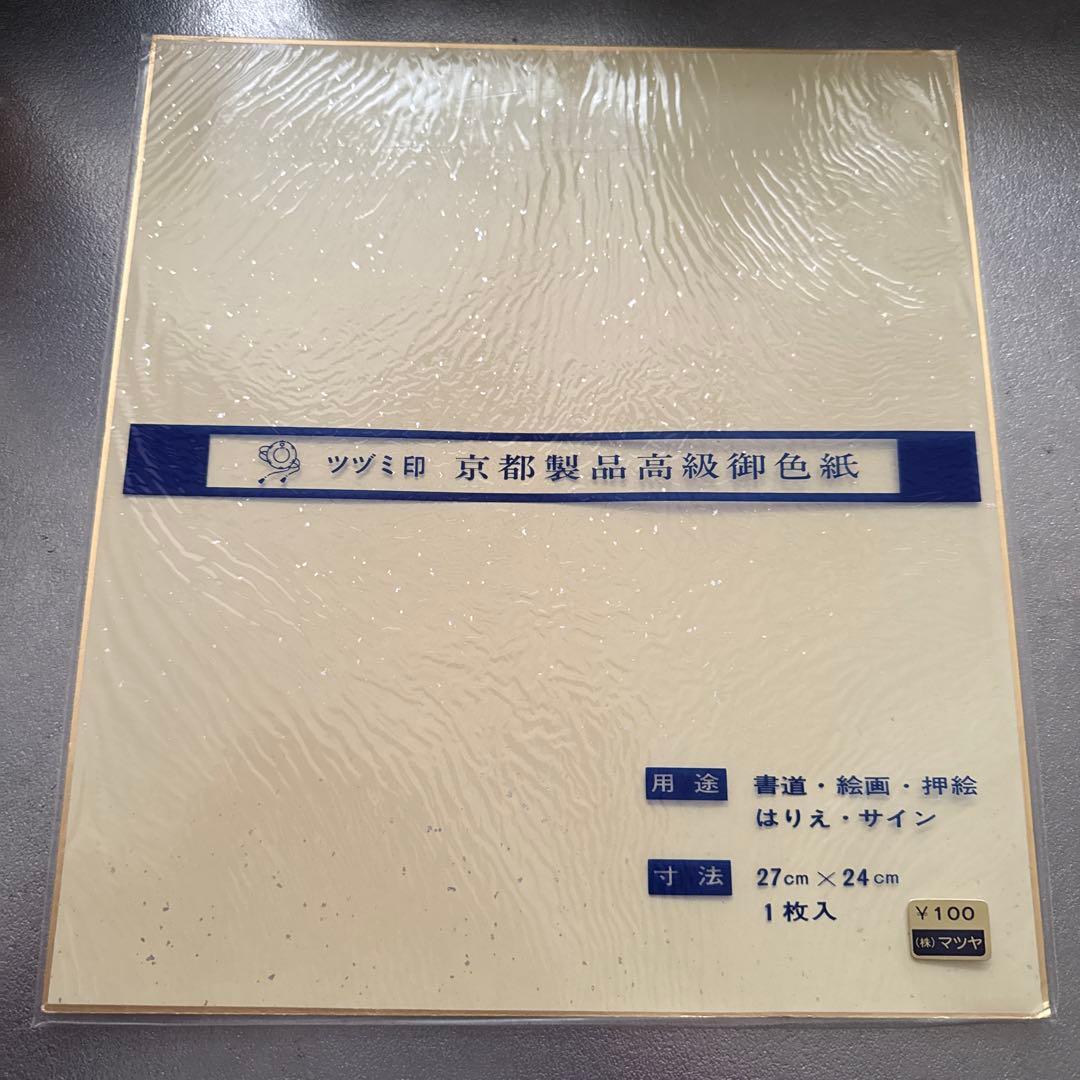 ツヅミ印 京都製品高級御色紙
用途 書道・絵画・押絵
はりえ・サイン
寸法 27cm×24cm
1枚入
¥100
(株)マツヤ